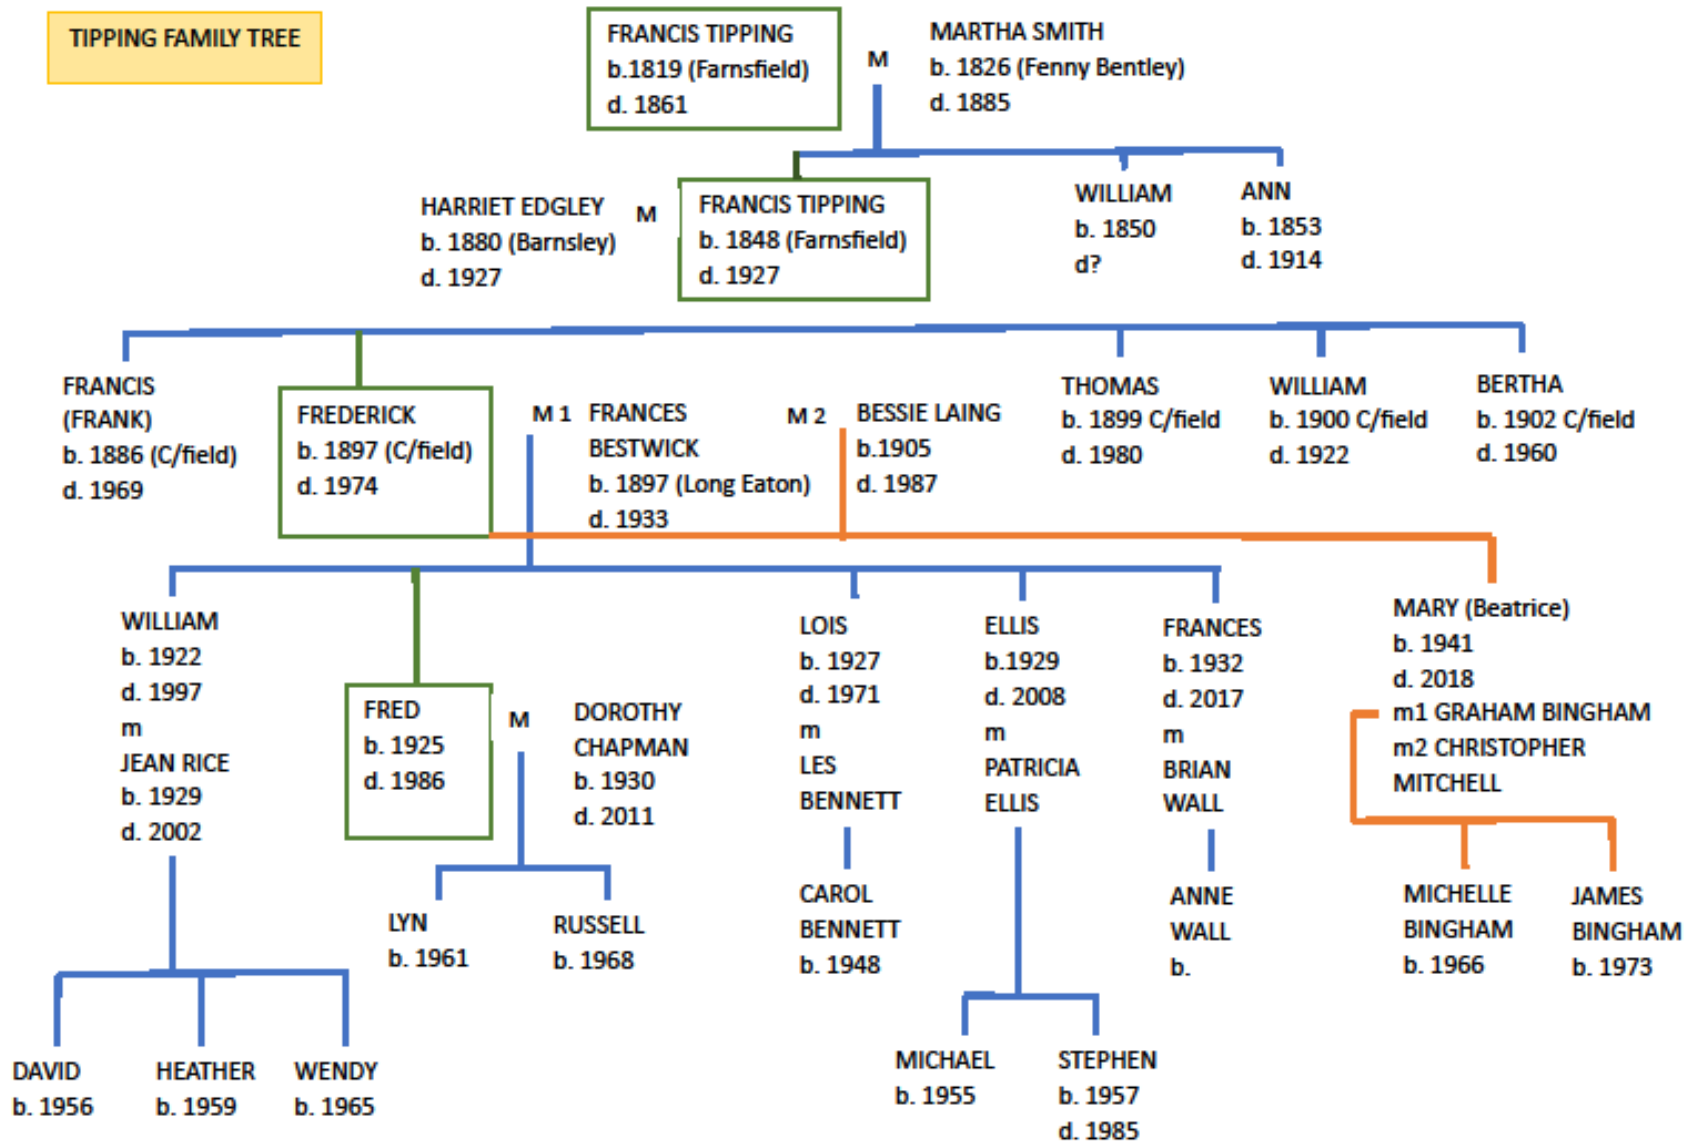 TIPPING FAMILY TREE
FRANCIS TIPPING
b.1819 (Farnsfield)
d. 1861
M
MARTHA SMITH
b. 1826 (Fenny Bentley)
d. 1885
HARRIET EDGLEY
b. 1880 (Barnsley)
d. 1927
M
FRANCIS TIPPING
b. 1848 (Farnsfield)
d. 1927
WILLIAM
b. 1850
d?
ANN
b. 1853
d. 1914
FRANCIS
(FRANK)
b. 1886 (C/field)
d. 1969
FREDERICK
b. 1897 (C/field)
d. 1974
M 1
FRANCES
BESTWICK
b. 1897 (Long Eaton)
d. 1933
M 2
BESSIE LAING
b.1905
d. 1987
THOMAS
b. 1899 C/field
d. 1980
WILLIAM
b. 1900 C/field
d. 1922
BERTHA
b. 1902 C/field
d. 1960
WILLIAM
b. 1922
d. 1997
m
JEAN RICE
b. 1929
d. 2002
FRED
b. 1925
d. 1986
M
DOROTHY
CHAPMAN
b. 1930
d. 2011
LOIS
b. 1927
d. 1971
m
LES
BENNETT
ELLIS
b.1929
d. 2008
m
PATRICIA
ELLIS
FRANCES
b. 1932
d. 2017
m
BRIAN
WALL
MARY (Beatrice)
b. 1941
d. 2018
m1 GRAHAM BINGHAM
m2 CHRISTOPHER
MITCHELL
LYN
b. 1961
RUSSELL
b. 1968
CAROL
BENNETT
b. 1948
ANNE
WALL
b.
MICHELLE
BINGHAM
b. 1966
JAMES
BINGHAM
b. 1973
DAVID
b. 1956
HEATHER
b. 1959
WENDY
b. 1965
MICHAEL
b. 1955
STEPHEN
b. 1957
d. 1985